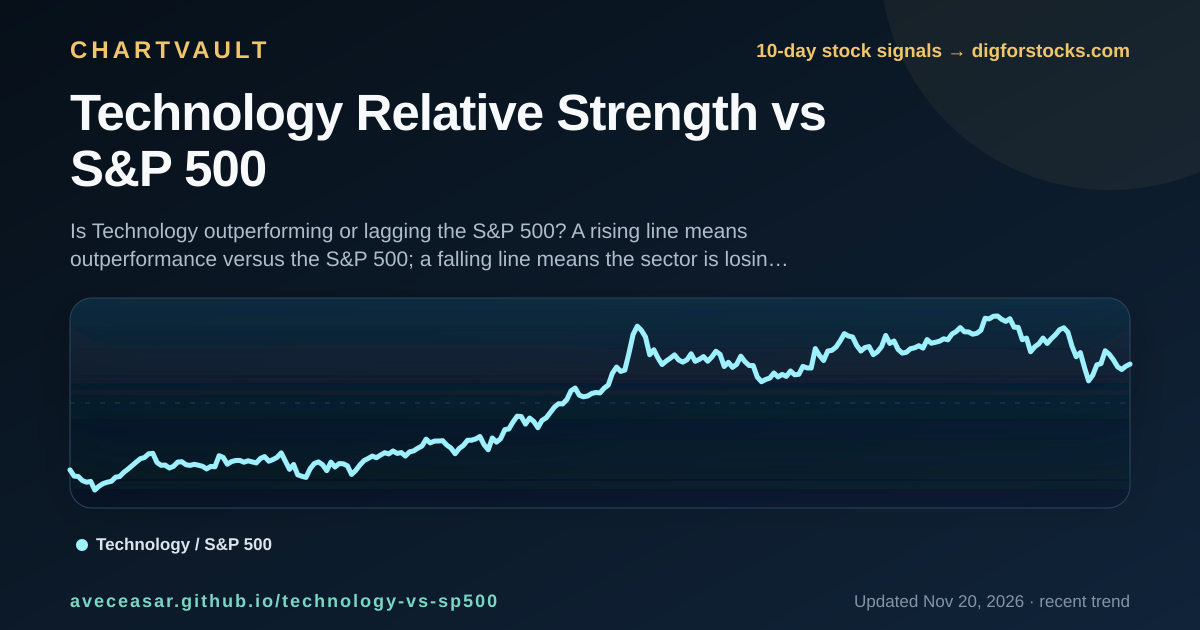 CHARTVAULT
10-day stock signals → digforstocks.com
Technology Relative Strength vs
S&P 500
Is Technology outperforming or lagging the S&P 500? A rising line means
outperformance versus the S&P 500; a falling line means the sector is losin…
Technology / S&P 500
aveceasar.github.io/technology-vs-sp500
Updated Nov 20, 2026 · recent trend